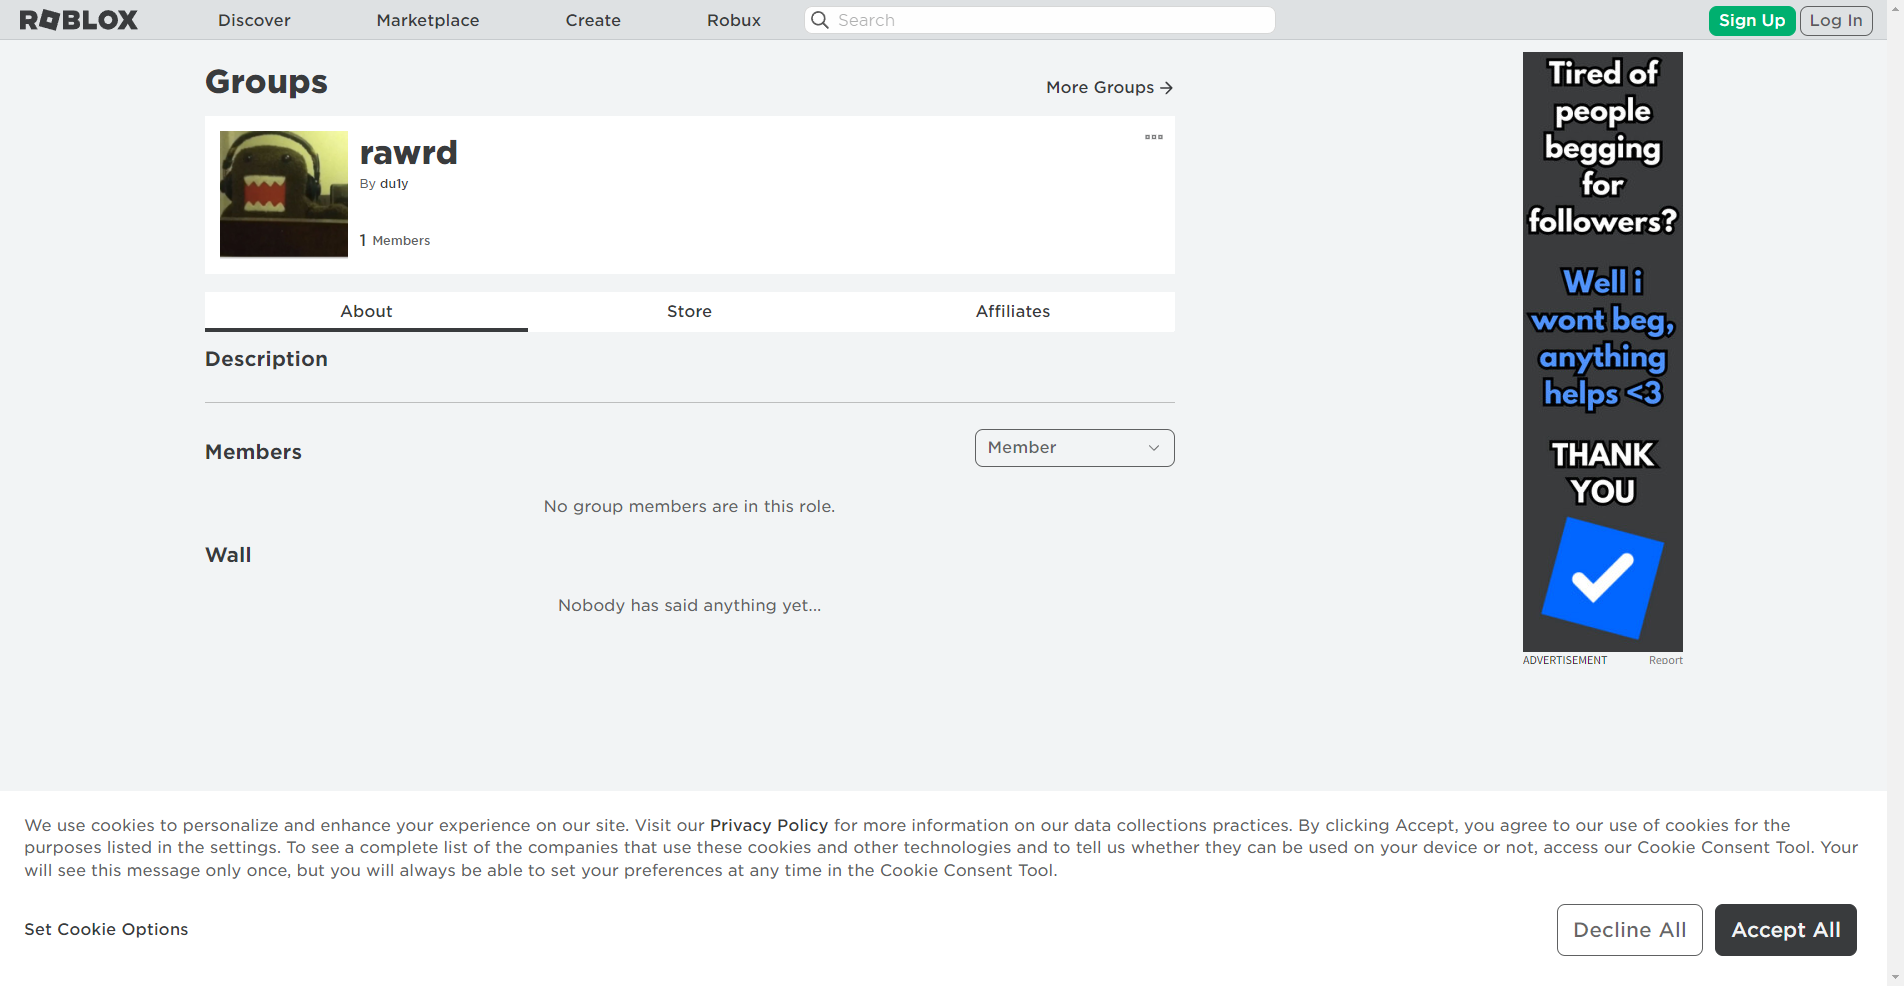 ROBLOX
Discover
Marketplace
Create
Robux
Search
Sign Up
Log In
Groups
More Groups
rawrd
By du1y
1 Members
About
Store
Affiliates
Description
Members
Member
No group members are in this role.
Wall
Nobody has said anything yet...
Tired of
people
begging
for
followers?
Well i
wont beg,
anything
helps <3
THANK
YOU
ADVERTISEMENT
Report
We use cookies to personalize and enhance your experience on our site. Visit our Privacy Policy for more information on our data collections practices. By clicking Accept, you agree to our use of cookies for the
purposes listed in the settings. To see a complete list of the companies that use these cookies and other technologies and to tell us whether they can be used on your device or not, access our Cookie Consent Tool. Your
will see this message only once, but you will always be able to set your preferences at any time in the Cookie Consent Tool.
Set Cookie Options
Decline All
Accept All